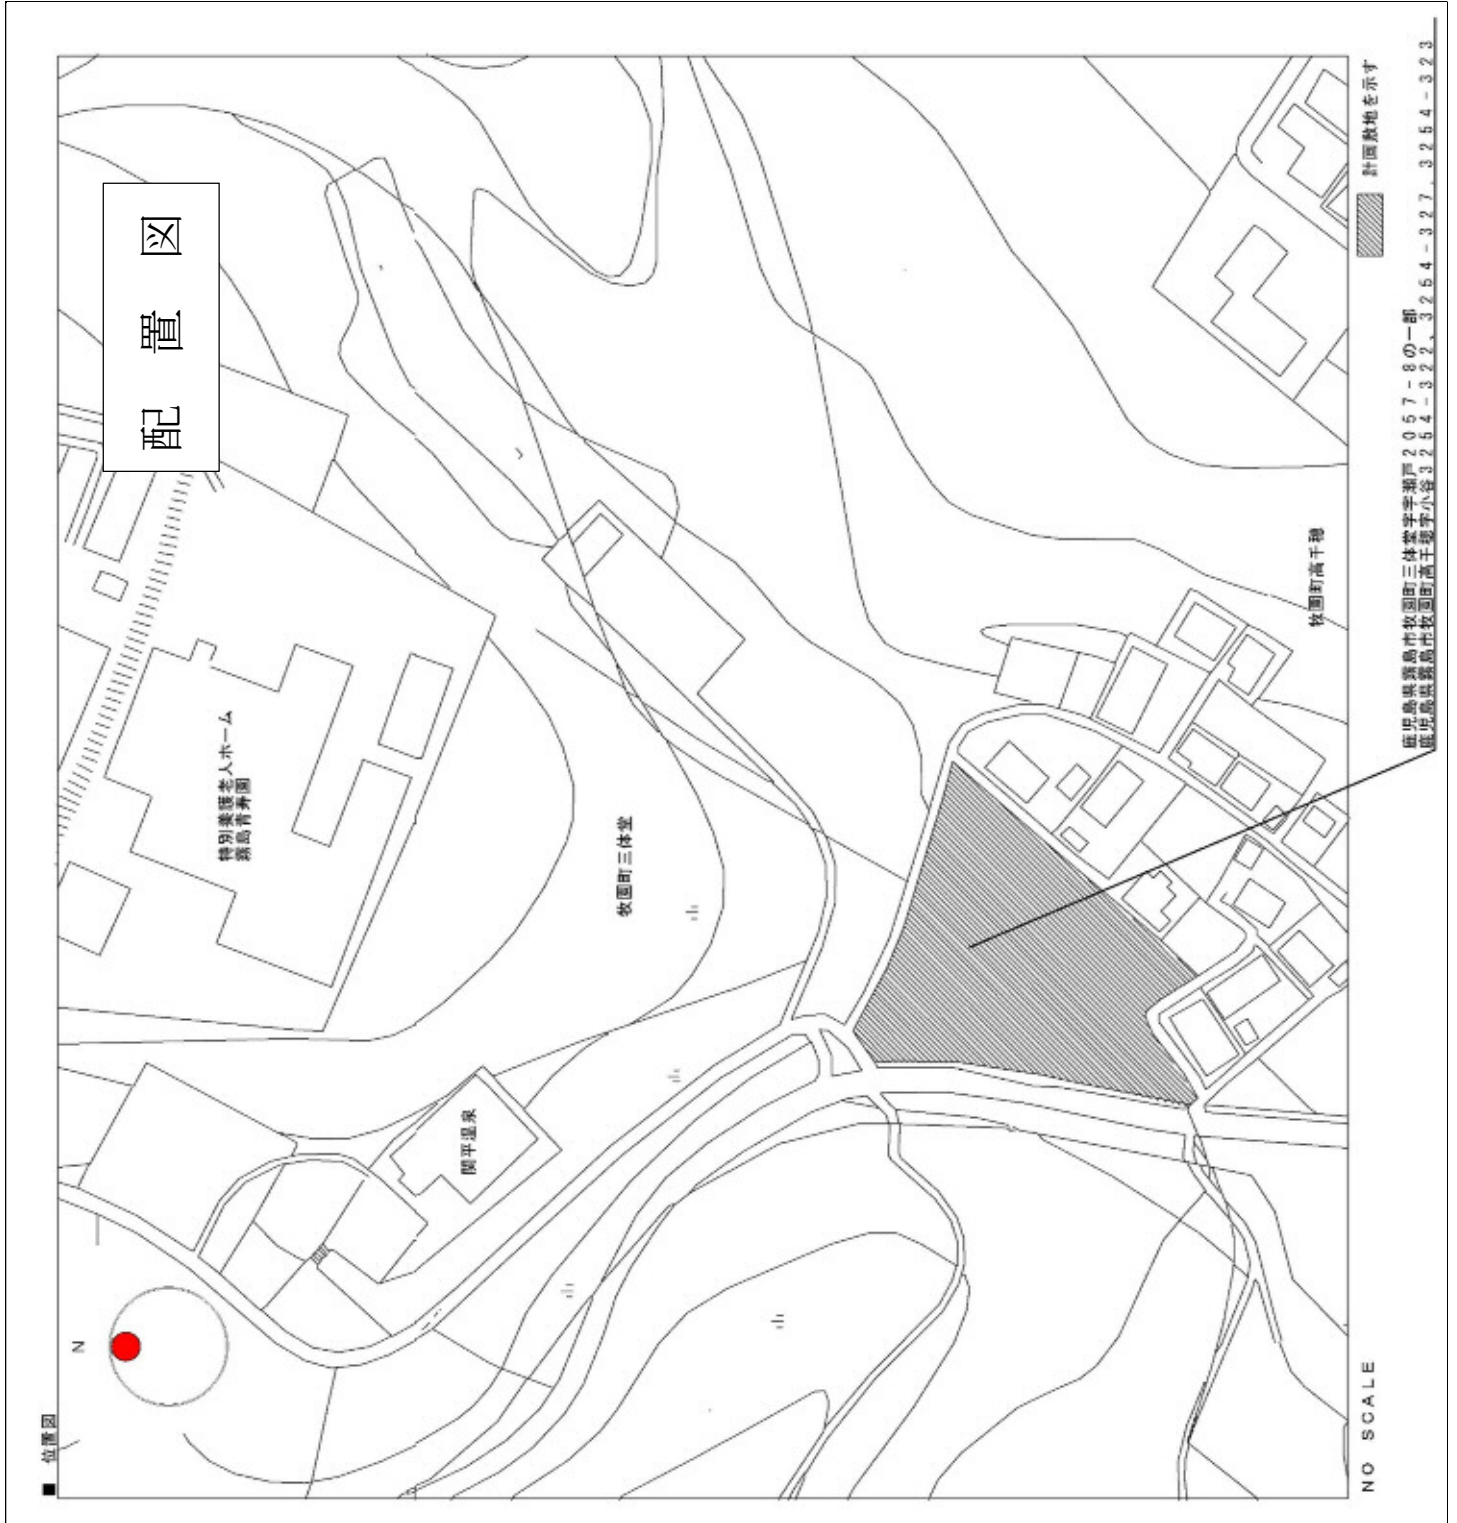 ■ 位置図
配置図
N
特別養護老人ホーム
霧島青寿園
関平温泉
牧園町三体堂
牧園町高千穂
NO SCALE
計画敷地を示す
鹿児島県霧島市牧園町三体堂字宇瀬戸2057-8の一部
鹿児島県霧島市牧園町高千穂字小谷3254-322、3254-327、3254-323